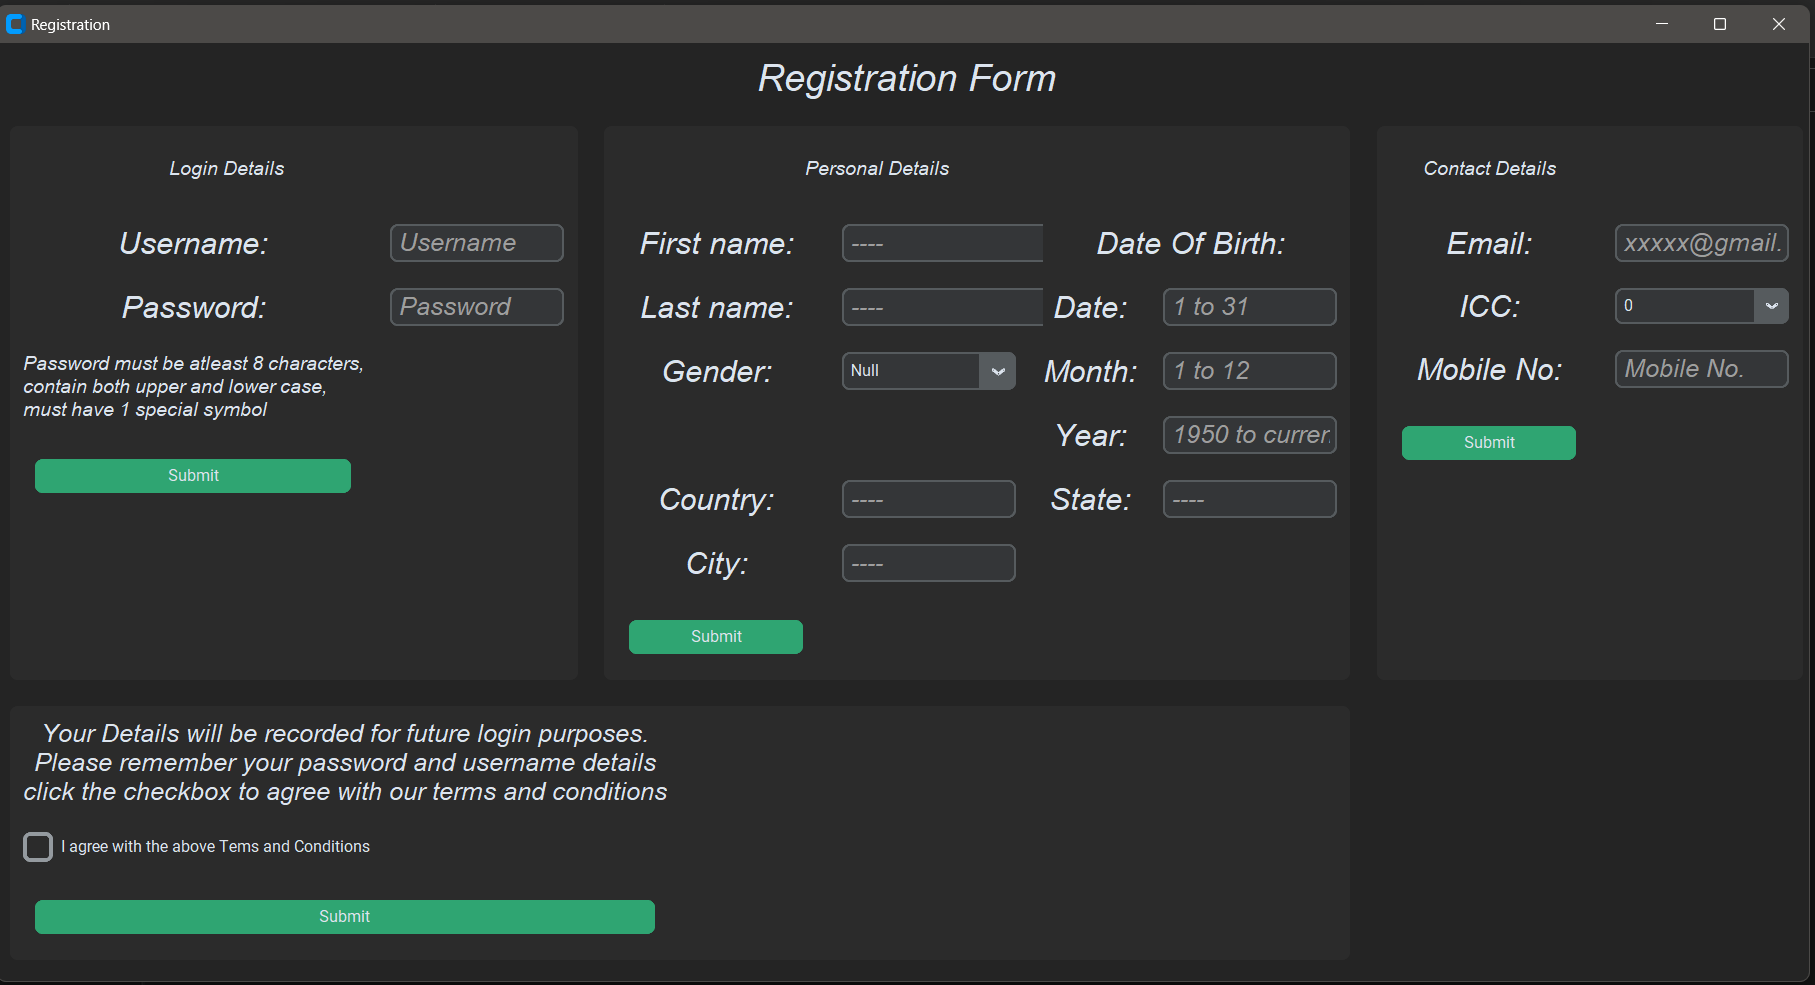 Registration
Registration Form
Login Details
Username:
Username
Password:
Password
Password must be atleast 8 characters,
contain both upper and lower case,
must have 1 special symbol
Submit
Personal Details
First name:
----
Date Of Birth:
Last name:
----
Date:
1 to 31
Gender:
Null
Month:
1 to 12
Year:
1950 to curren
Country:
----
State:
----
City:
----
Submit
Contact Details
Email:
xxxxx@gmail.
ICC:
0
Mobile No:
Mobile No.
Submit
Your Details will be recorded for future login purposes.
Please remember your password and username details
click the checkbox to agree with our terms and conditions
I agree with the above Tems and Conditions
Submit